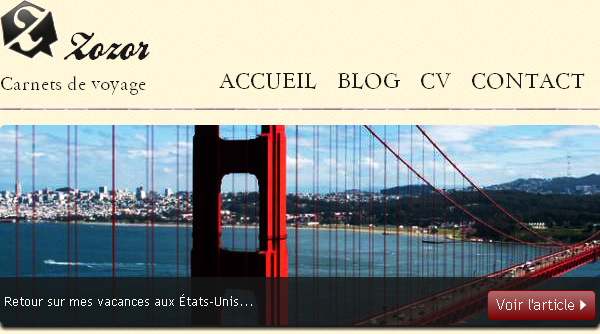 Zozor
Carnets de voyage
ACCUEIL BLOG CV CONTACT
Retour sur mes vacances aux États-Unis...
Voir l'article